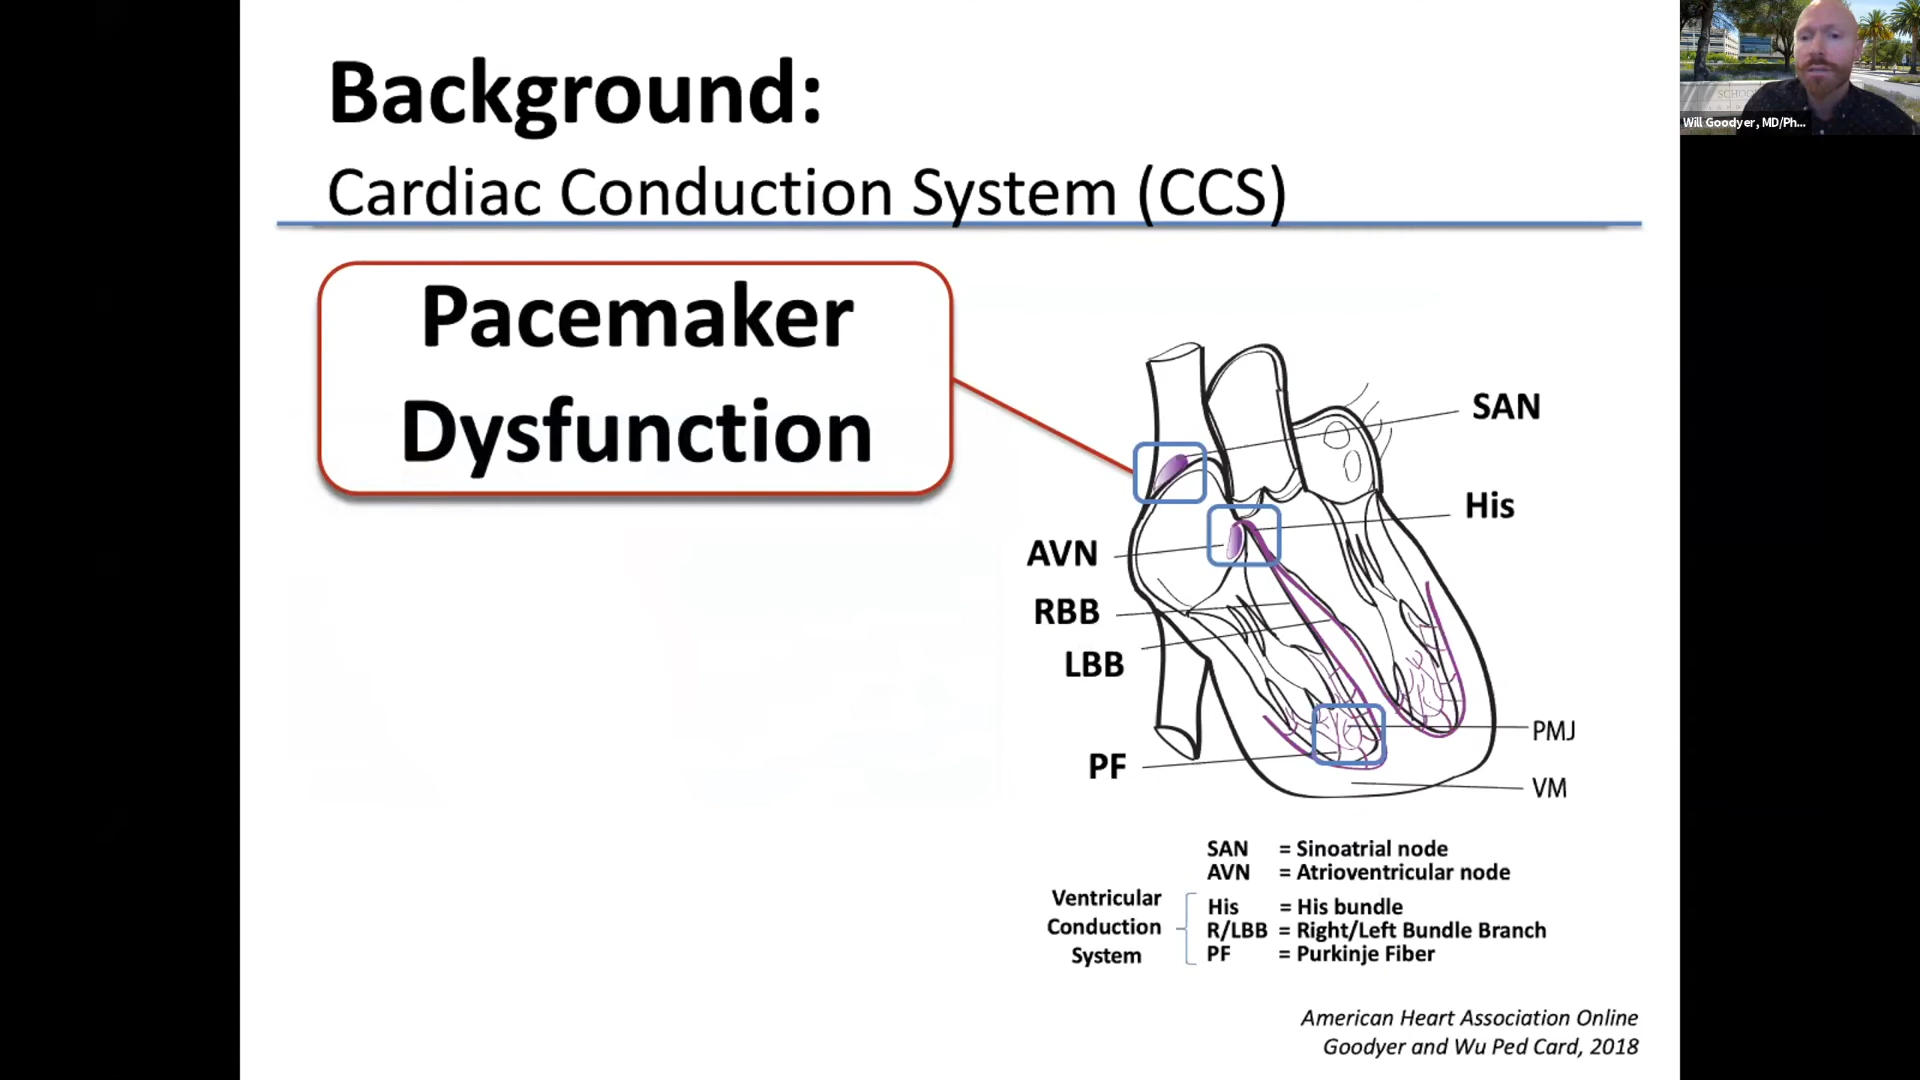 Background:
Cardiac Conduction System (CCS)
Pacemaker
Dysfunction
SAN
His
AVN
RBB
LBB
PMJ
PF
VM
SAN = Sinoatrial node
AVN = Atrioventricular node
Ventricular
Conduction
System
His = His bundle
R/LBB = Right/Left Bundle Branch
PF = Purkinje Fiber
American Heart Association Online
Goodyer and Wu Ped Card, 2018
Will Goodyer, MD/Ph...